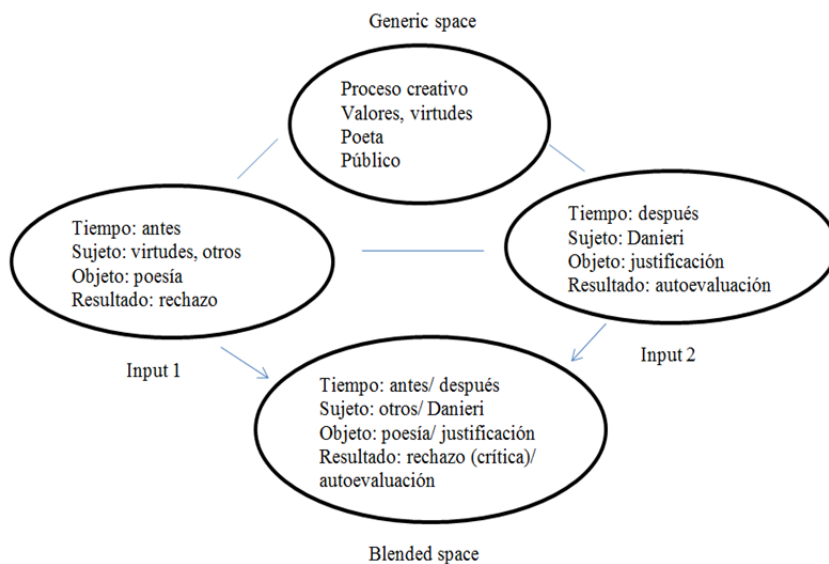 Generic space
Proceso creativo
Valores, virtudes
Poeta
Público
Tiempo: antes
Sujeto: virtudes, otros
Objeto: poesía
Resultado: rechazo
Input 1
Tiempo: después
Sujeto: Danieri
Objeto: justificación
Resultado: autoevaluación
Input 2
Tiempo: antes/ después
Sujeto: otros/ Danieri
Objeto: poesía/ justificación
Resultado: rechazo (crítica)/
autoevaluación
Blended space